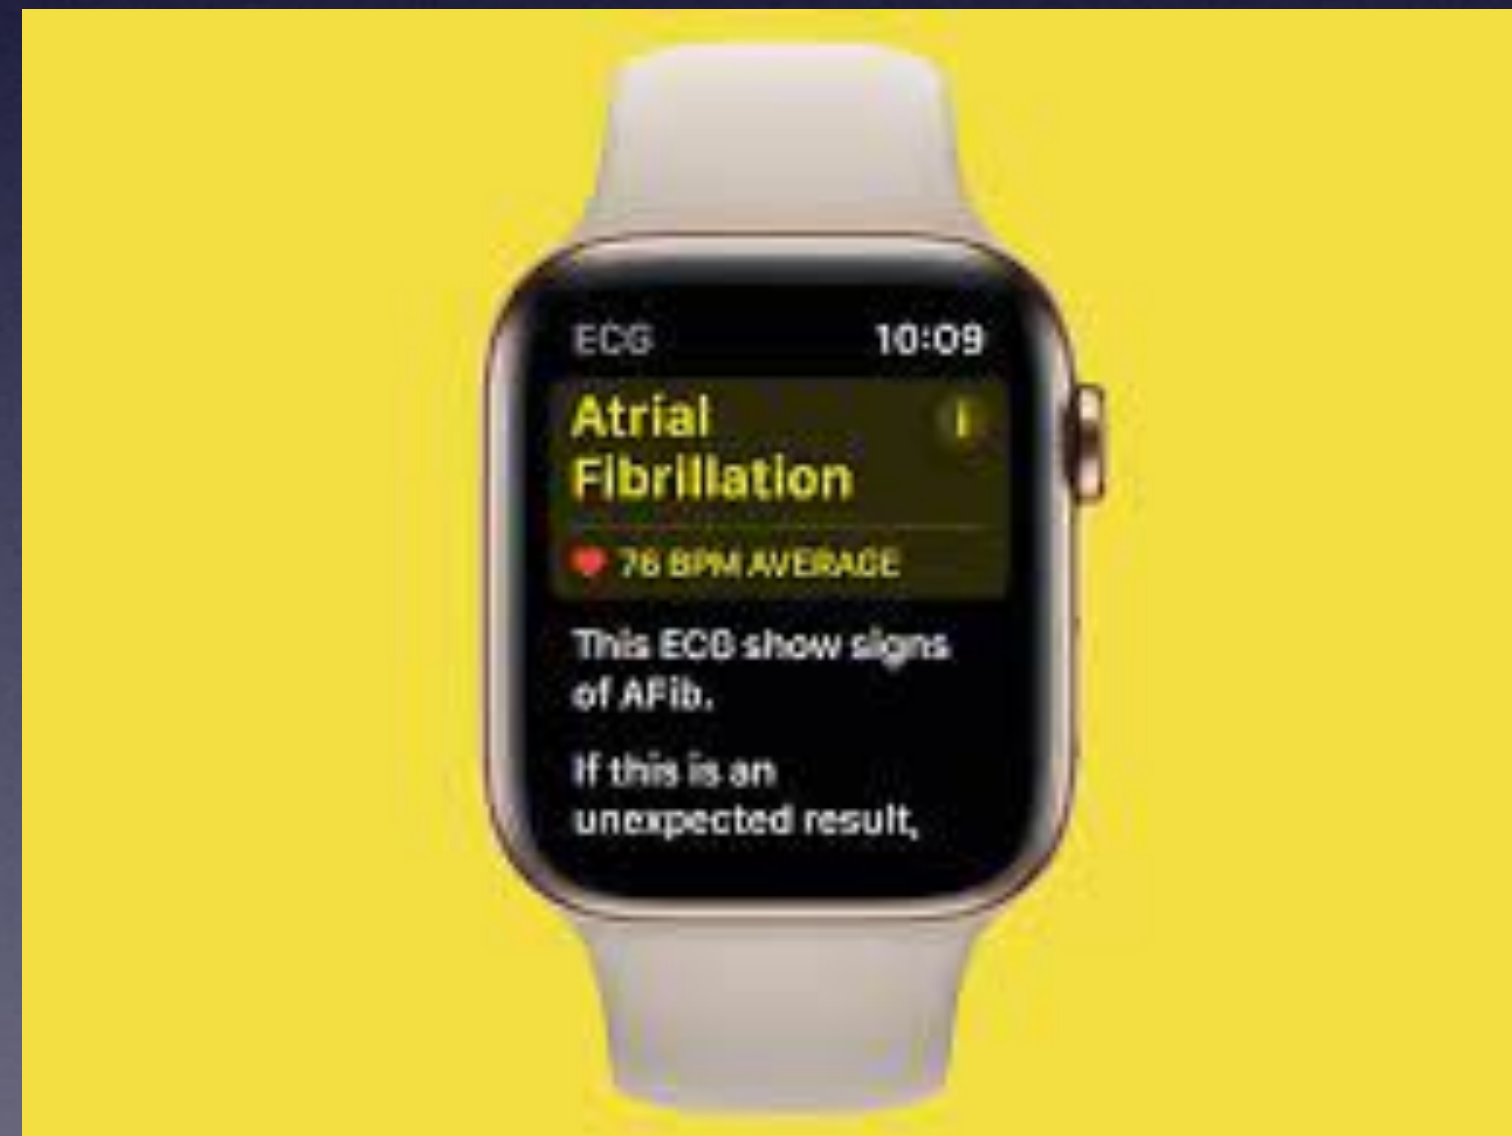 ECG 10:09
Atrial
Fibrillation
76 BPM AVERAGE
This ECG show signs
of AFib.
If this is an
unexpected result,